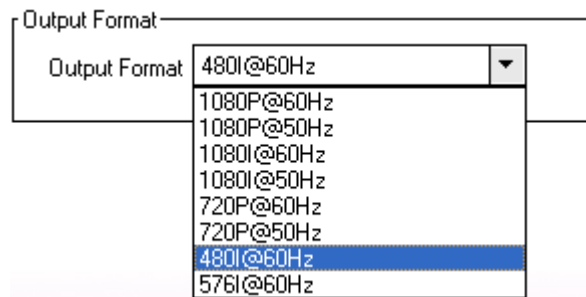 Output Format
Output Format 480I@60Hz
1080P@60Hz
1080P@50Hz
1080I@60Hz
1080I@50Hz
720P@60Hz
720P@50Hz
480I@60Hz
576I@60Hz